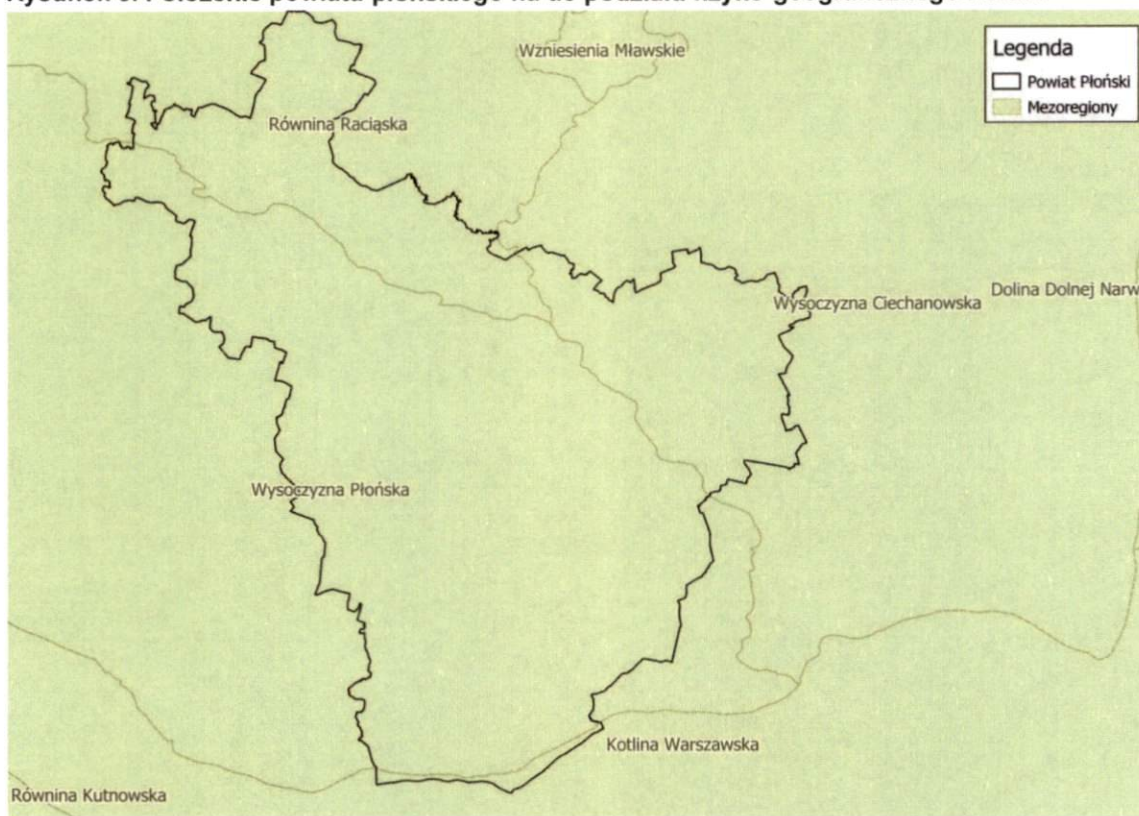 Wzniesienia Mławskie
Legenda
Powiat Płoński
Mezoregiony
Równina Raciąska
Wysoczyzna Ciechanowska
Dolina Dolnej Narw
Wysoczyzna Płońska
Kotlina Warszawska
Równina Kutnowska